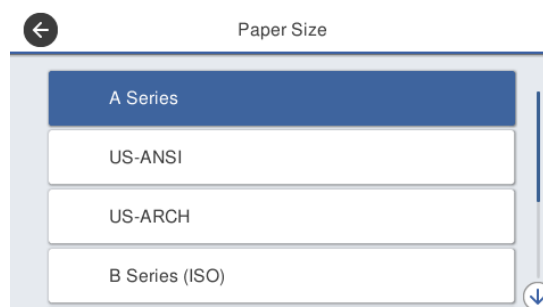 Paper Size
A Series
US-ANSI
US-ARCH
B Series (ISO)